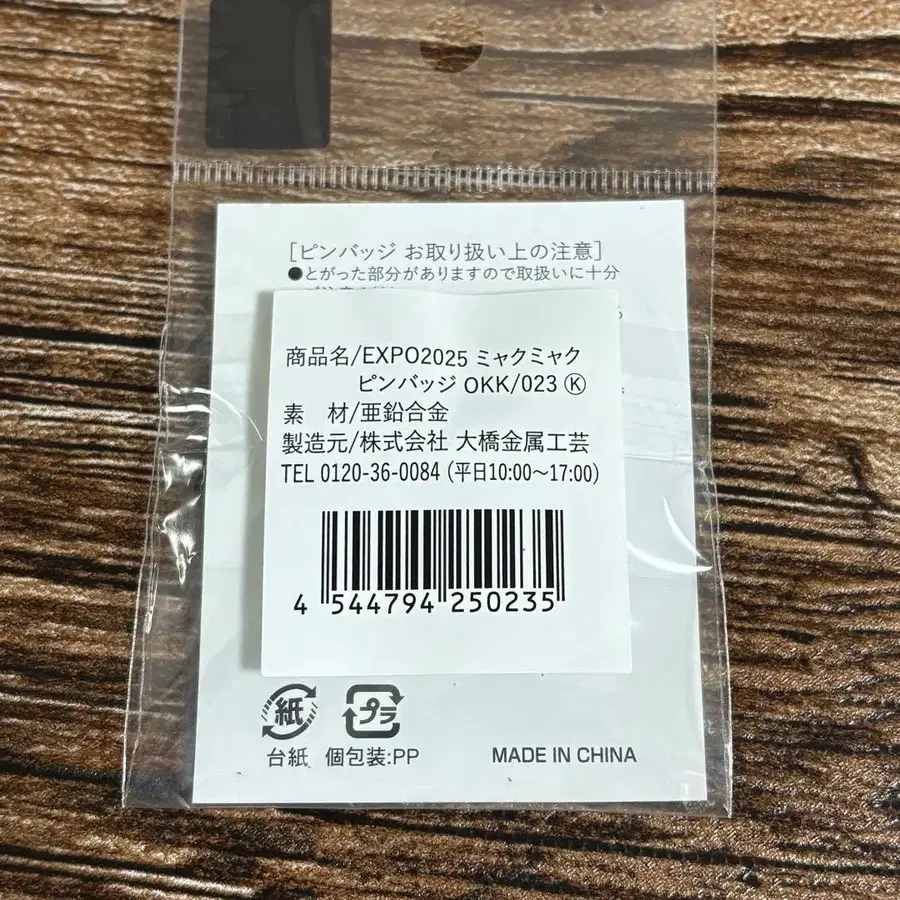 [ピンバッジ お取り扱い上の注意]
●とがった部分がありますので取扱いに十分
商品名/EXPO2025 ミャクミャク
ピンバッジ OKK/023 Ⓚ
素 材/亜鉛合金
製造元/株式会社 大橋金属工芸
TEL 0120-36-0084 (平日10:00~17:00)
4 544794 250235
紙 プラ
台紙 個包装:PP MADE IN CHINA